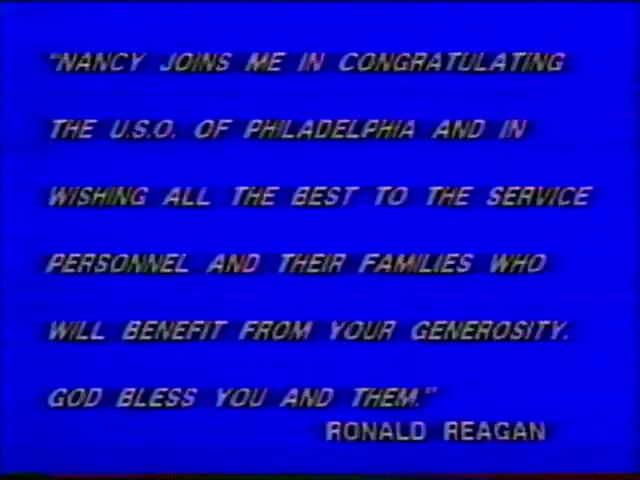 "NANCY JOINS ME IN CONGRATULATING
THE U.S.O. OF PHILADELPHIA AND IN
WISHING ALL THE BEST TO THE SERVICE
PERSONNEL AND THEIR FAMILIES WHO
WILL BENEFIT FROM YOUR GENEROSITY.
GOD BLESS YOU AND THEM."
RONALD REAGAN